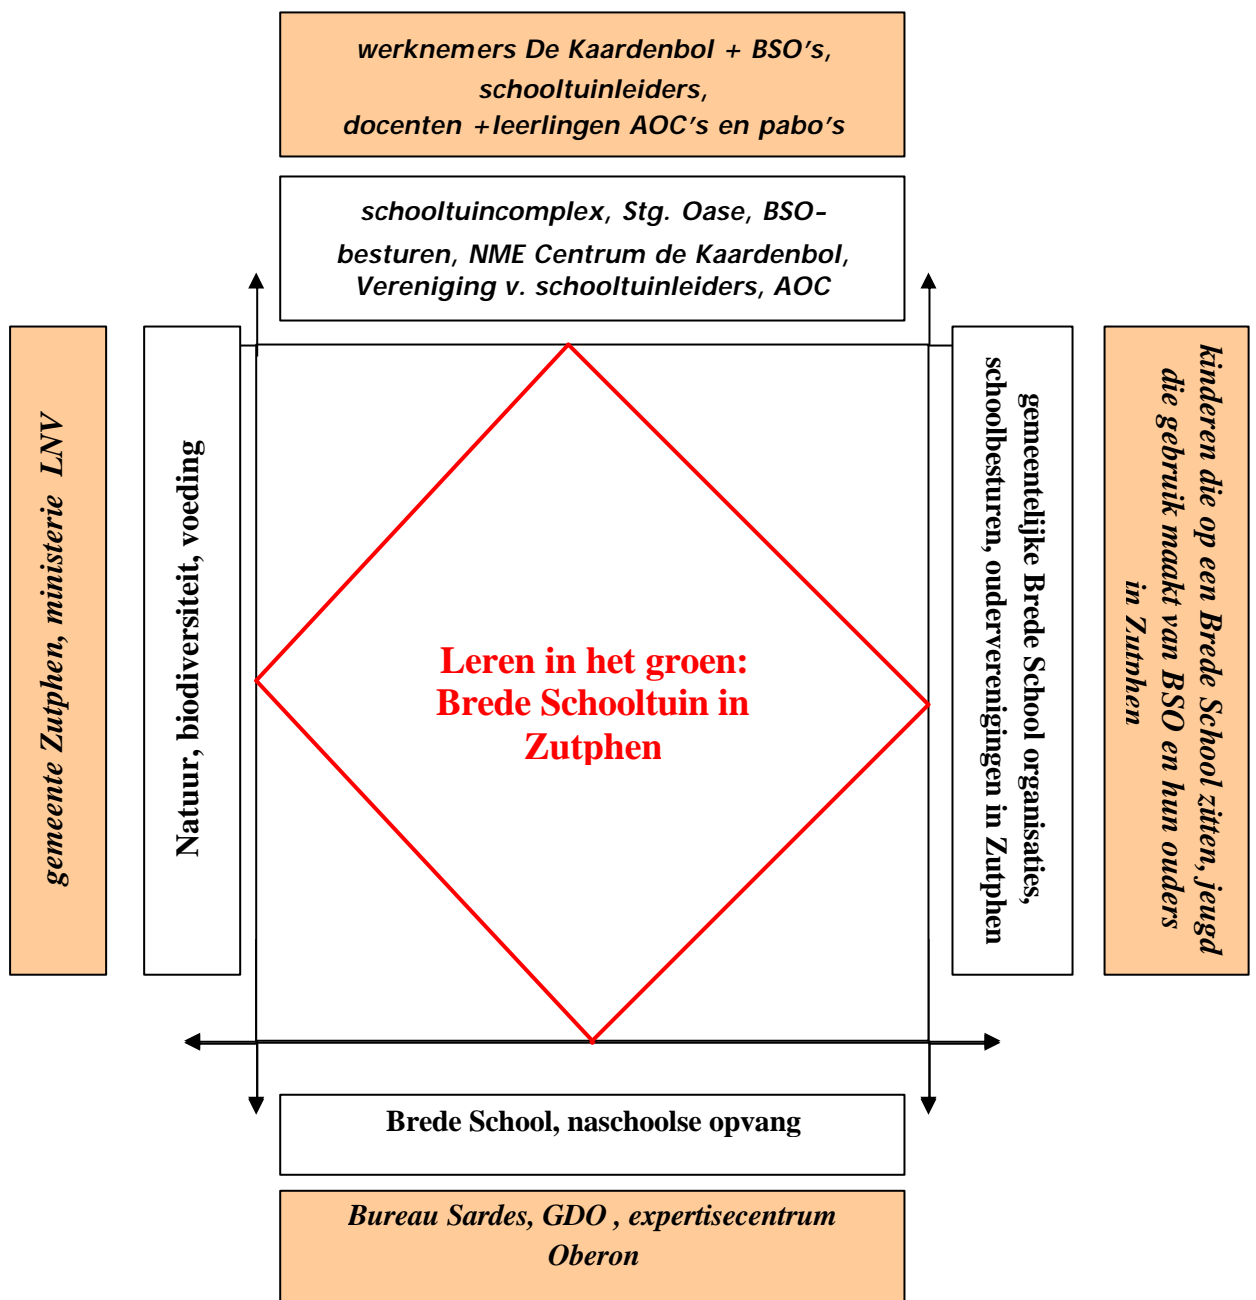 werknemers De Kaardenbol + BSO's,
schooltuinleiders,
docenten +leerlingen AOC's en pabo's
schooltuincomplex, Stg. Oase, BSO-
besturen, NME Centrum de Kaardenbol,
Vereniging v. schooltuinleiders, AOC
gemeente Zutphen, ministerie LNV
Natuur, biodiversiteit, voeding
Leren in het groen:
Brede Schooltuin in
Zutphen
gemeentelijke Brede School organisaties,
schoolbesturen, ouderverenigingen in Zutphen
kinderen die op een Brede School zitten, jeugd
die gebruik maakt van BSO en hun ouders
in Zutphen
Brede School, naschoolse opvang
Bureau Sardes, GDO , expertisecentrum
Oberon